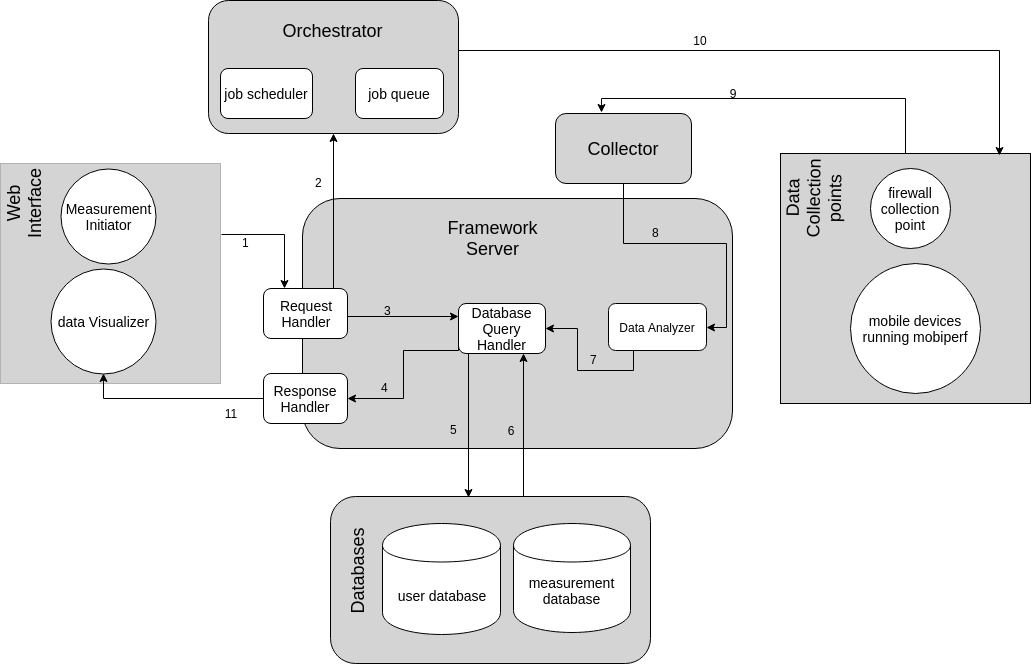 Orchestrator
10
job scheduler
job queue
9
Collector
Web
Interface
Measurement
Initiator
2
Data
Collection
points
firewall
collection
point
Framework
Server
8
1
Request
Handler
3
Database
Query
Handler
Data Analyzer
data Visualizer
mobile devices
running mobiperf
7
4
Response
Handler
11
5
6
Databases
user database
measurement
database